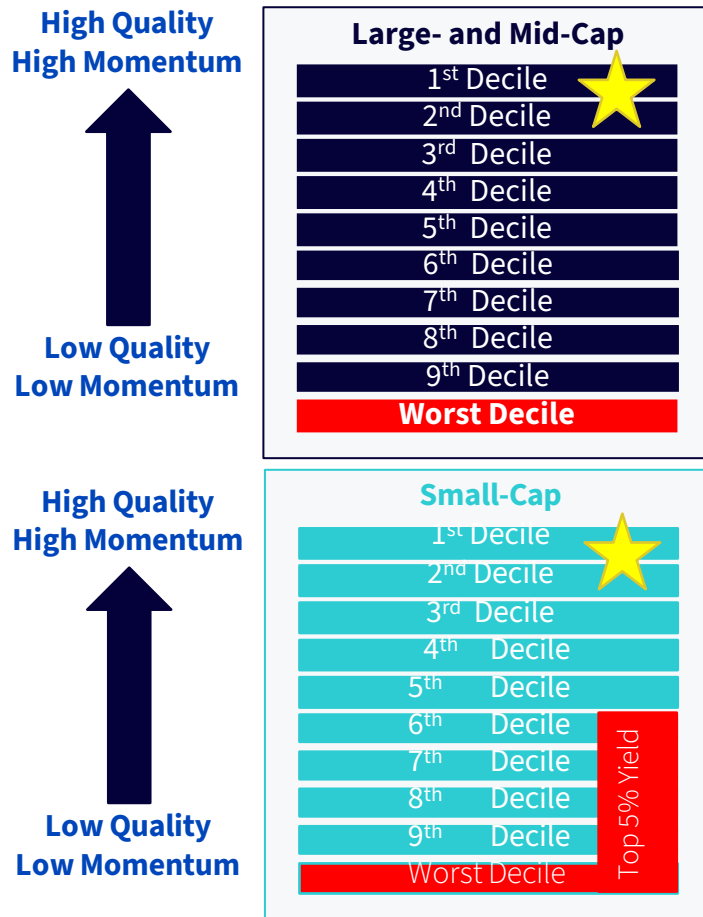 High Quality
High Momentum
Low Quality
Low Momentum
Large- and Mid-Cap
1st Decile
2nd Decile
3rd Decile
4th Decile
5th Decile
6th Decile
7th Decile
8th Decile
9th Decile
Worst Decile
High Quality
High Momentum
Low Quality
Low Momentum
Small-Cap
1st Decile
2nd Decile
3rd Decile
4th Decile
5th Decile
6th Decile
7th Decile
8th Decile
9th Decile
Worst Decile
Top 5% Yield